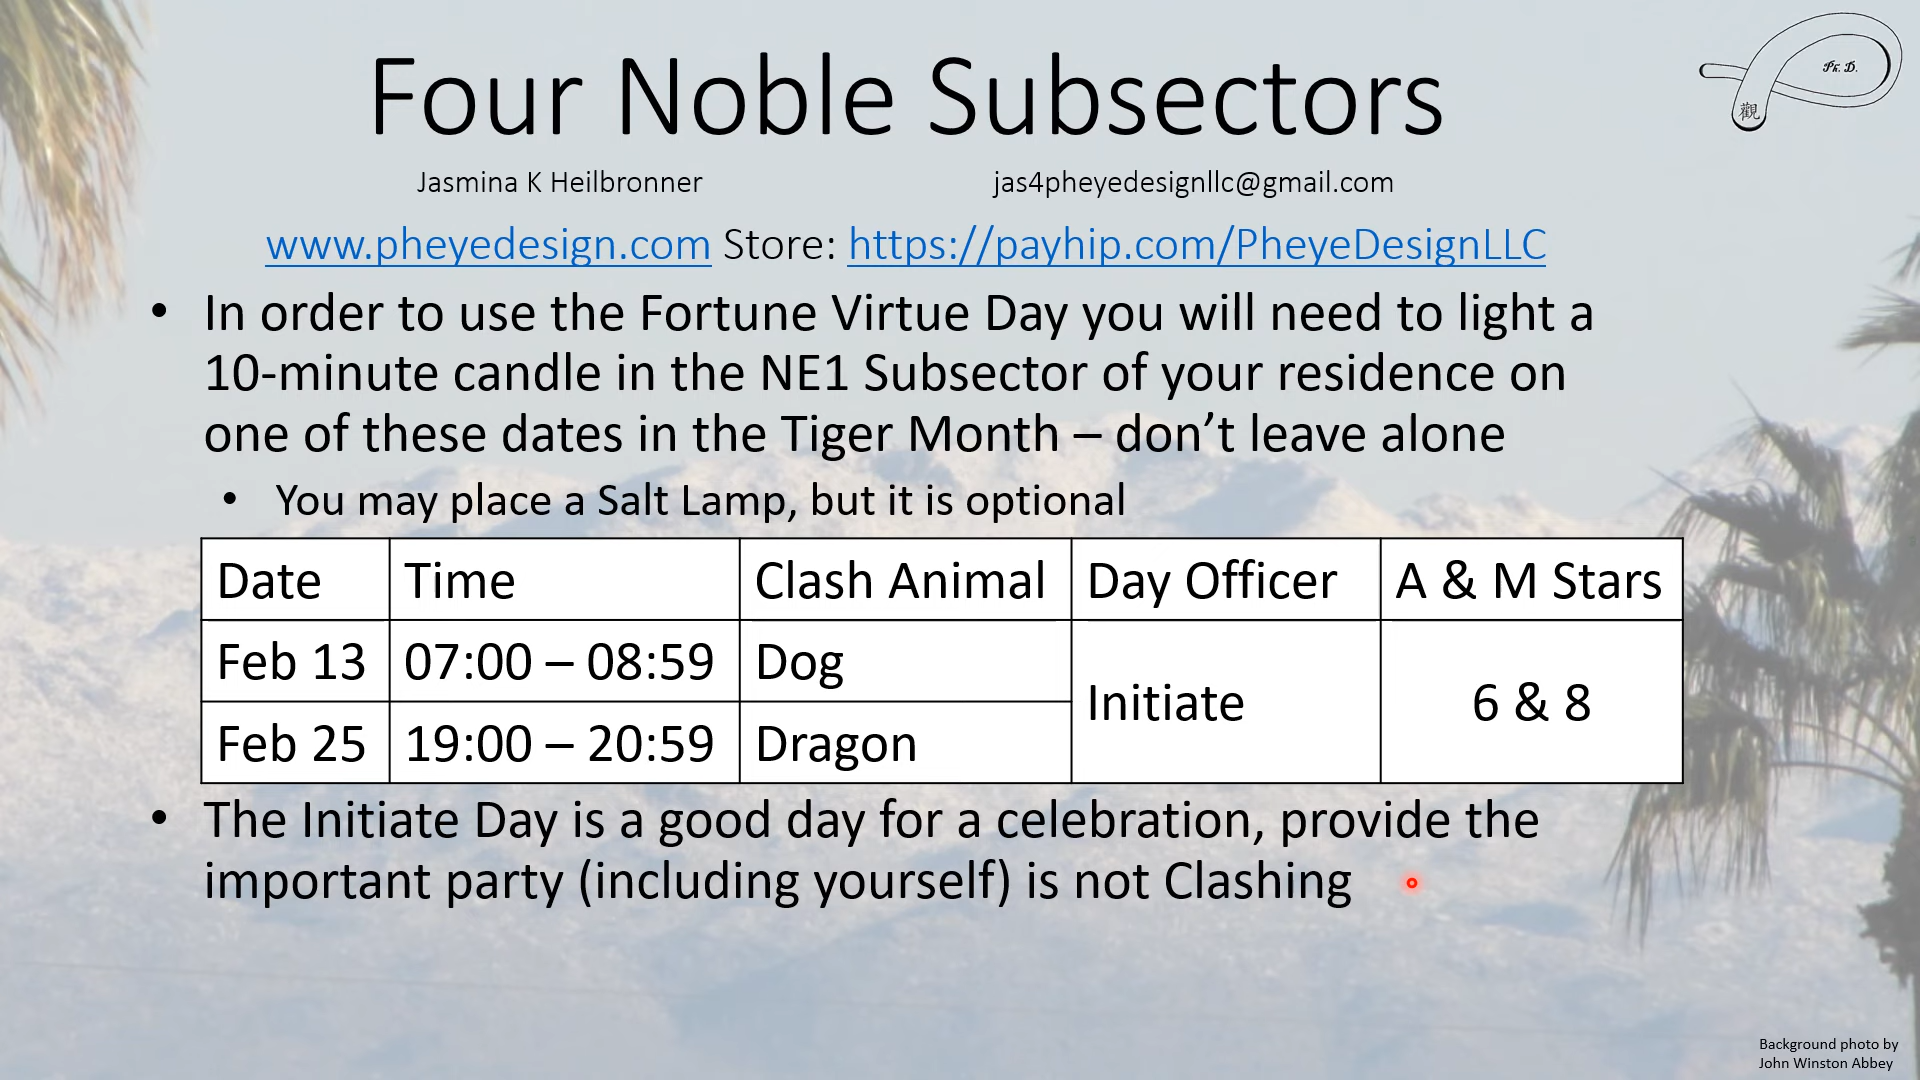 Four Noble Subsectors
Pk. D.
觀
Jasmina K Heilbronner jas4pheyedesignllc@gmail.com
www.pheyedesign.com Store: https://payhip.com/PheyeDesignLLC
• In order to use the Fortune Virtue Day you will need to light a
10-minute candle in the NE1 Subsector of your residence on
one of these dates in the Tiger Month – don’t leave alone
• You may place a Salt Lamp, but it is optional
Date Time Clash Animal Day Officer A & M Stars
Feb 13 07:00 – 08:59 Dog
Initiate 6 & 8
Feb 25 19:00 – 20:59 Dragon
• The Initiate Day is a good day for a celebration, provide the
important party (including yourself) is not Clashing
Background photo by
John Winston Abbey